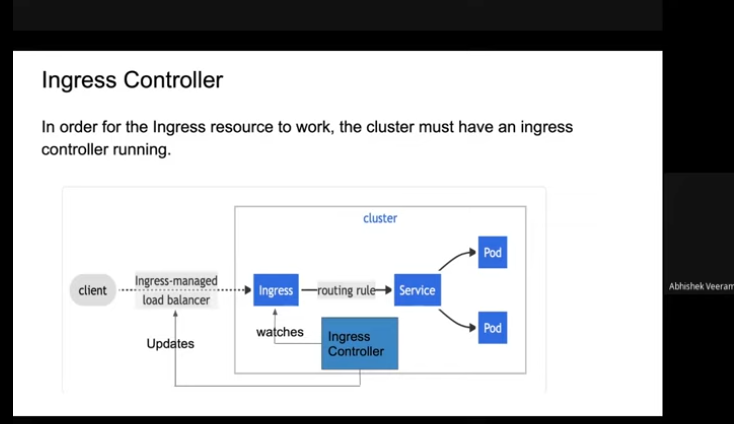 Ingress Controller
In order for the Ingress resource to work, the cluster must have an ingress
controller running.
cluster
Pod
client
Ingress-managed
load balancer
Ingress
routing rule
Service
watches
Ingress
Controller
Pod
Updates
Abhishek Veeram